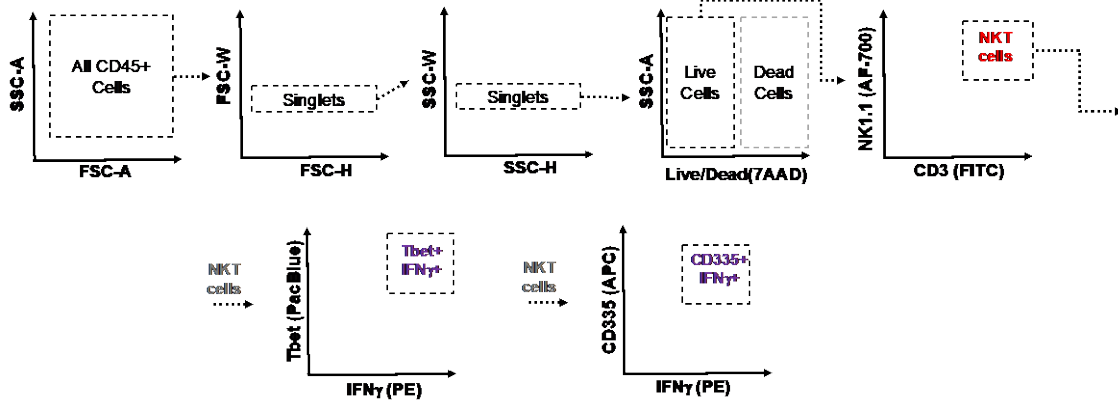 SSC-A
All CD45+
Cells
FSC-A
FSC-W
Singlets
FSC-H
SSC-W
Singlets
SSC-H
SSC-A
Live
Cells
Dead
Cells
Live/Dead(7AAD)
NK1.1 (AF-700)
NKT
cells
CD3 (FITC)
NKT
cells
Tbet (Pac Blue)
Tbet+
IFNγ+
IFNγ (PE)
NKT
cells
CD335 (APC)
CD335+
IFNγ+
IFNγ (PE)